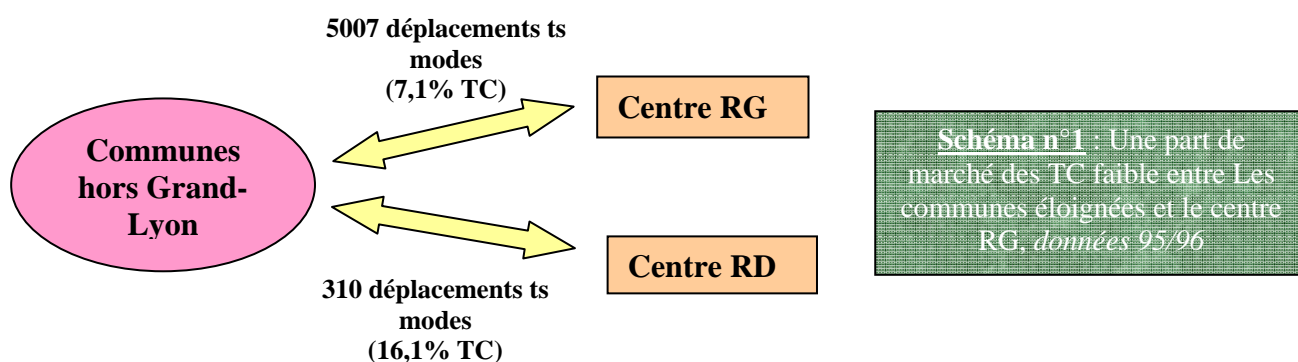 5007 déplacements ts
modes
(7,1% TC)
Centre RG
Communes
hors Grand-
Lyon
Schéma n°1 : Une part de
marché des TC faible entre Les
communes éloignées et le centre
RG, données 95/96
Centre RD
310 déplacements ts
modes
(16,1% TC)